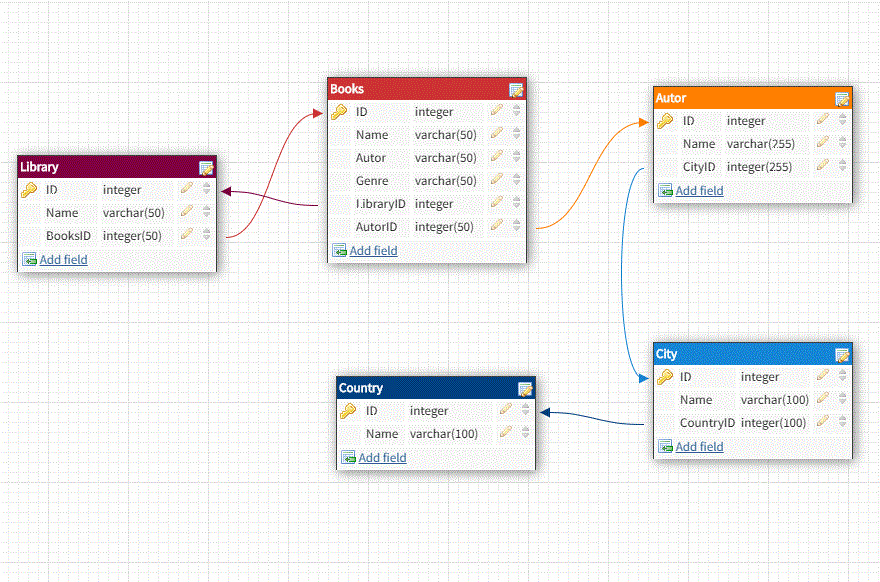 Books
ID integer
Name varchar(50)
Autor varchar(50)
Genre varchar(50)
LibraryID integer
AutorID integer(50)
Add field
Autor
ID integer
Name varchar(255)
CityID integer(255)
Add field
Library
ID integer
Name varchar(50)
BooksID integer(50)
Add field
City
ID integer
Name varchar(100)
CountryID integer(100)
Add field
Country
ID integer
Name varchar(100)
Add field